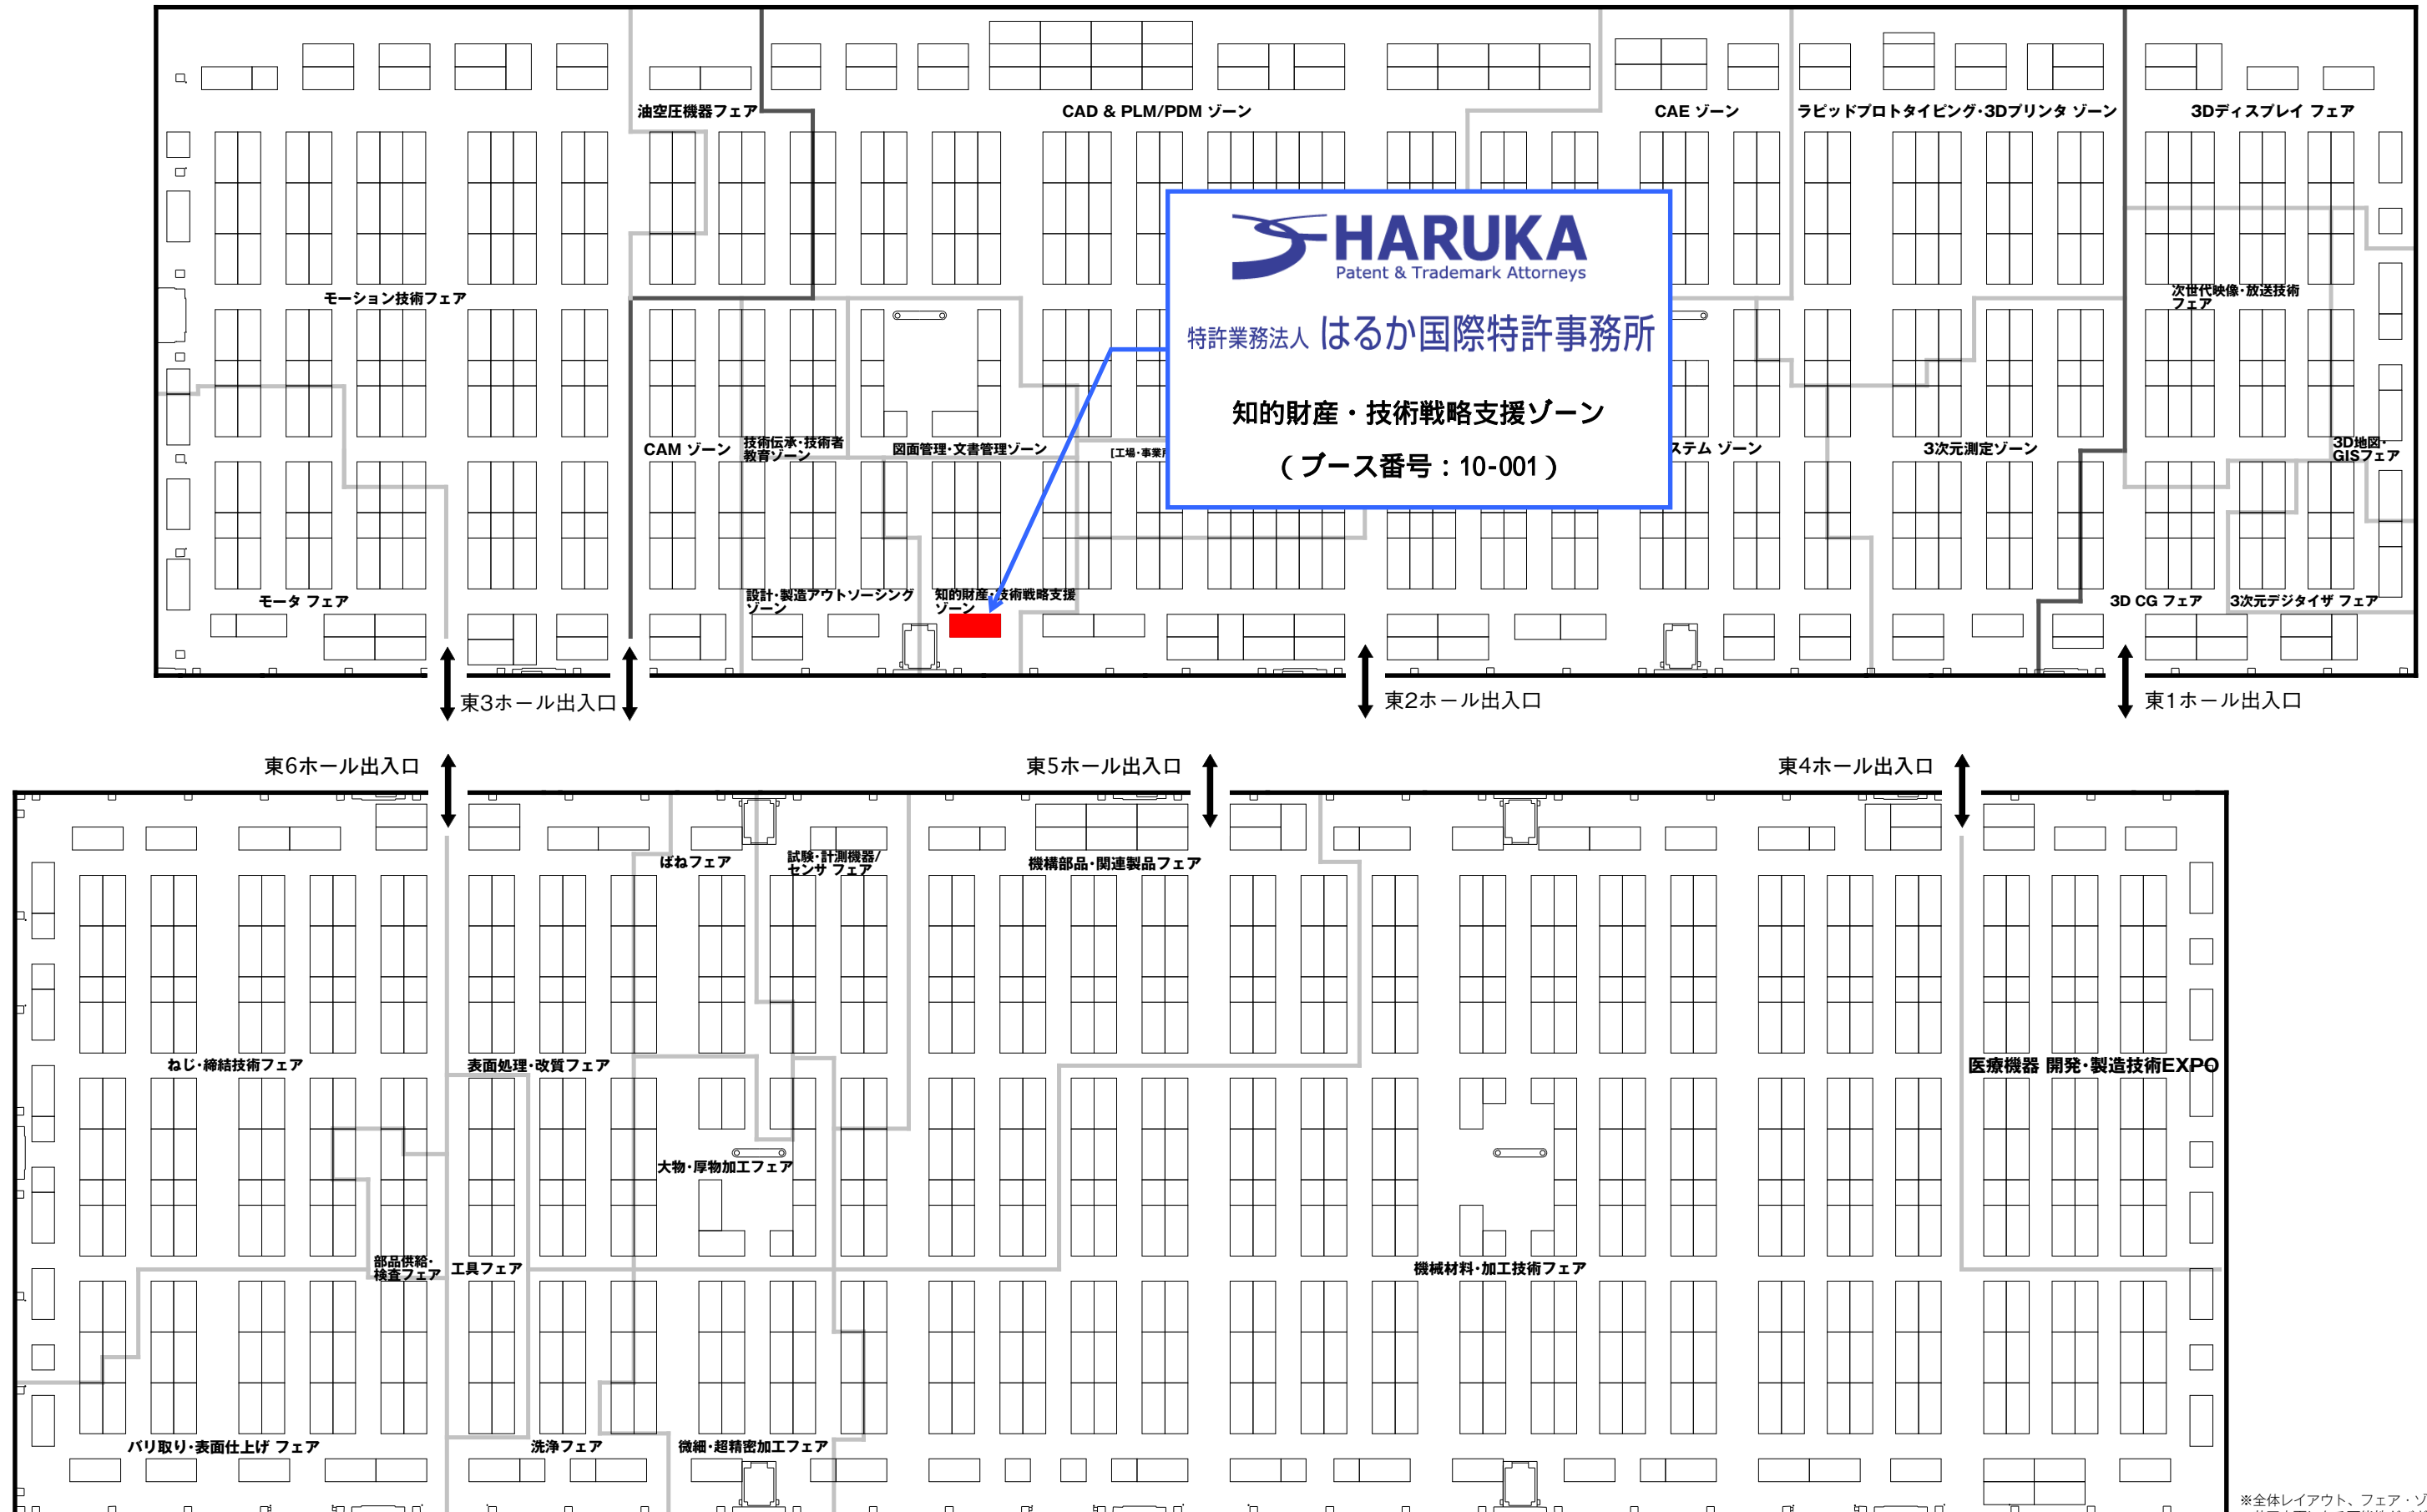 油空圧機器フェア
CAD & PLM/PDM ゾーン
CAE ゾーン
ラピッドプロトタイピング・3Dプリンタ ゾーン
3Dディスプレイ フェア
HARUKA
Patent & Trademark Attorneys
特許業務法人 はるか国際特許事務所
知的財産・技術戦略支援ゾーン
（ブース番号：10-001）
モーション技術フェア
次世代映像・放送技術
フェア
CAM ゾーン
技術伝承・技術者
教育ゾーン
図面管理・文書管理ゾーン
[工場・事業所
ステム ゾーン
3次元測定ゾーン
3D地図・
GISフェア
モータ フェア
設計・製造アウトソーシング
ゾーン
知的財産・技術戦略支援
ゾーン
3D CG フェア
3次元デジタイザ フェア
東3ホール出入口
東2ホール出入口
東1ホール出入口
東6ホール出入口
東5ホール出入口
東4ホール出入口
ばねフェア
試験・計測機器/
センサ フェア
機構部品・関連製品フェア
ねじ・締結技術フェア
表面処理・改質フェア
医療機器 開発・製造技術EXPO
大物・厚物加工フェア
部品供給・
検査フェア
工具フェア
機械材料・加工技術フェア
バリ取り・表面仕上げ フェア
洗浄フェア
微細・超精密加工フェア
※全体レイアウト、フェア・ゾ